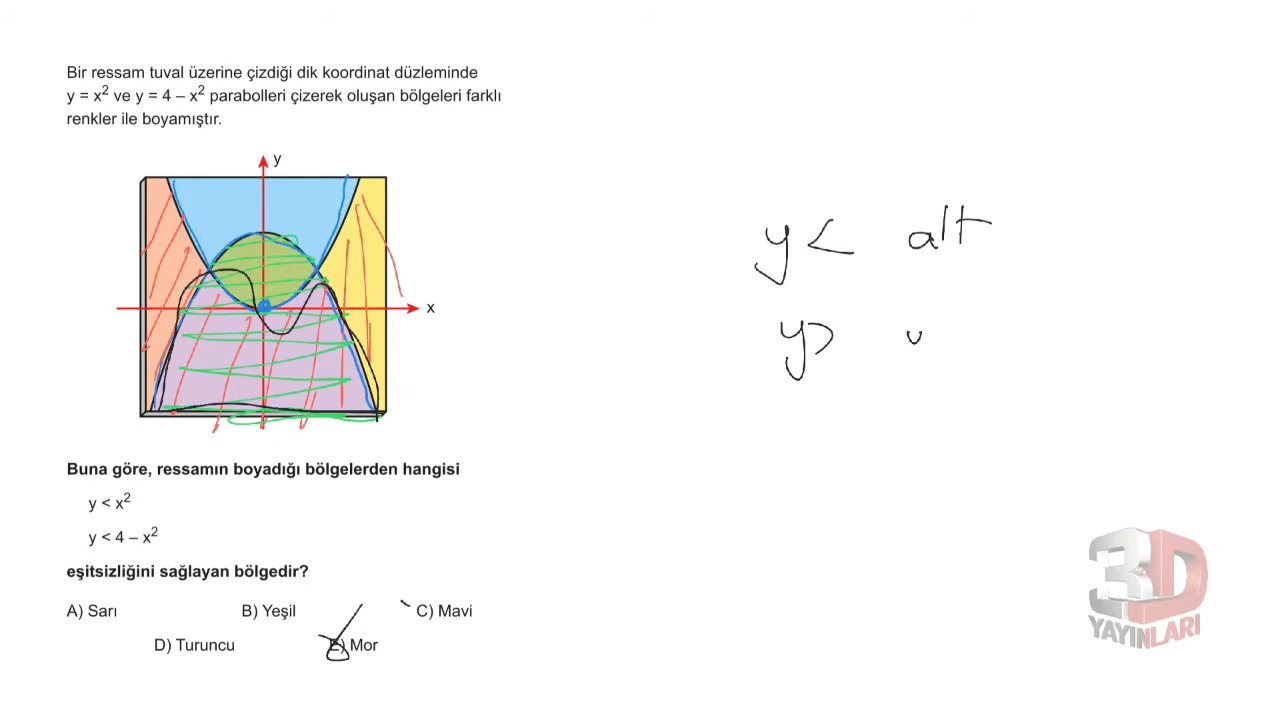 Bir ressam tuval üzerine çizdiği dik koordinat düzleminde
y = x² ve y = 4 – x² parabolleri çizerek oluşan bölgeleri farklı
renkler ile boyamıştır.
y
x
y < alt
y >
Buna göre, ressamın boyadığı bölgelerden hangisi
y < x²
y < 4 – x²
eşitsizliğini sağlayan bölgedir?
A) Sarı B) Yeşil C) Mavi
D) Turuncu E) Mor
3D
YAYINLARI